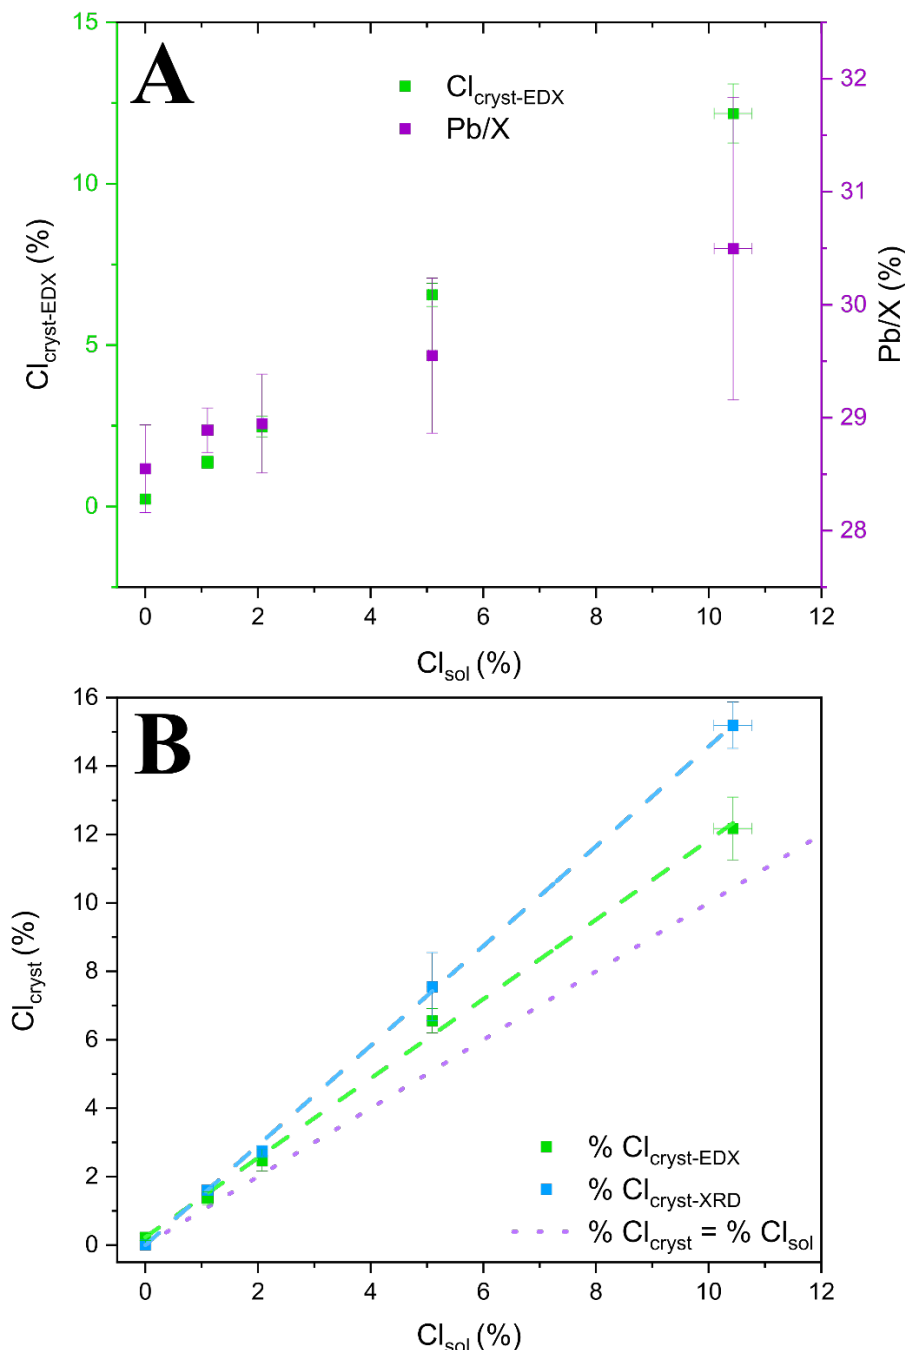 A
Cl_cryst-EDX
Pb/X
15
10
5
0
Cl_cryst-EDX (%)
32
31
30
29
28
Pb/X (%)
0 2 4 6 8 10 12
Cl_sol (%)
B
16
14
12
10
8
6
4
2
0
Cl_cryst (%)
% Cl_cryst-EDX
% Cl_cryst-XRD
% Cl_cryst = % Cl_sol
0 2 4 6 8 10 12
Cl_sol (%)